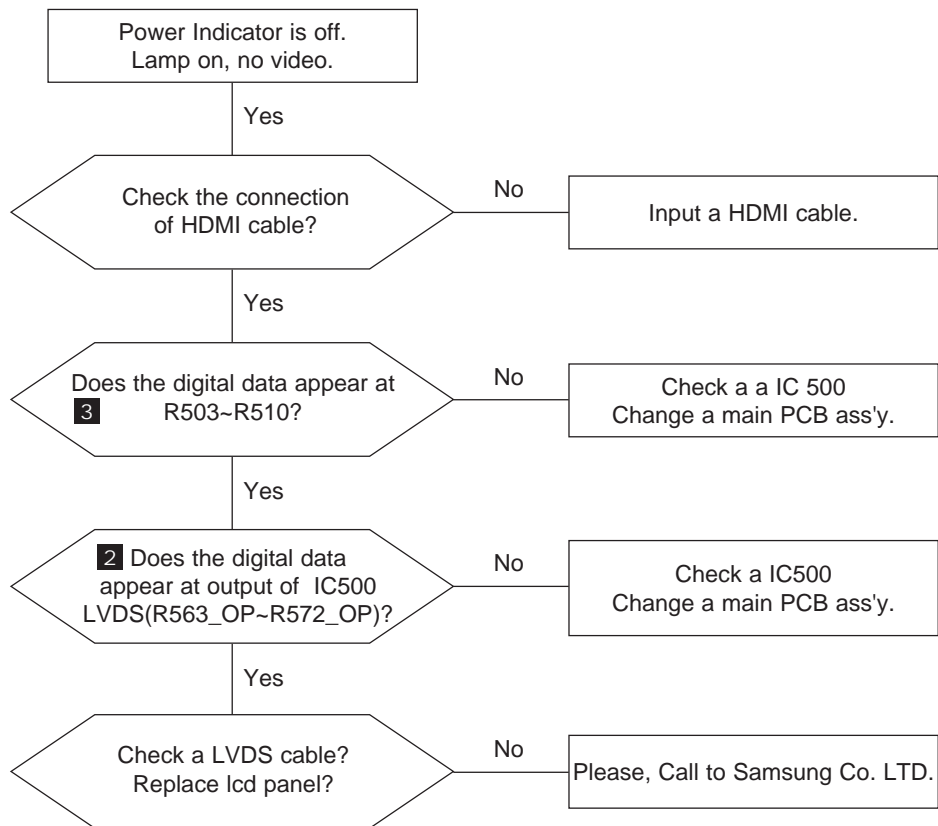 Power Indicator is off.
Lamp on, no video.
Yes
Check the connection
of HDMI cable?
No
Input a HDMI cable.
Yes
Does the digital data appear at
3 R503~R510?
No
Check a a IC 500
Change a main PCB ass'y.
Yes
2 Does the digital data
appear at output of IC500
LVDS(R563_OP~R572_OP)?
No
Check a IC500
Change a main PCB ass'y.
Yes
Check a LVDS cable?
Replace lcd panel?
No
Please, Call to Samsung Co. LTD.